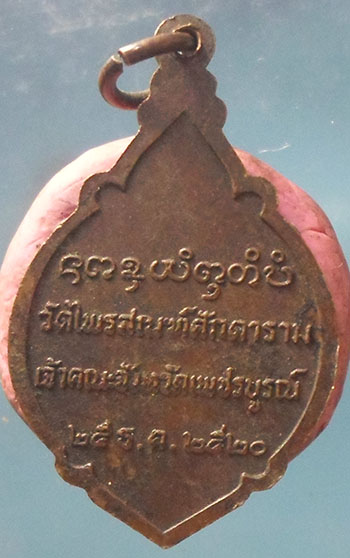 วัดไพรสณฑ์ศักดาราม
เจ้าคณะจังหวัดเพชรบูรณ์
๒๕ ธ.ค. ๒๕๒๐